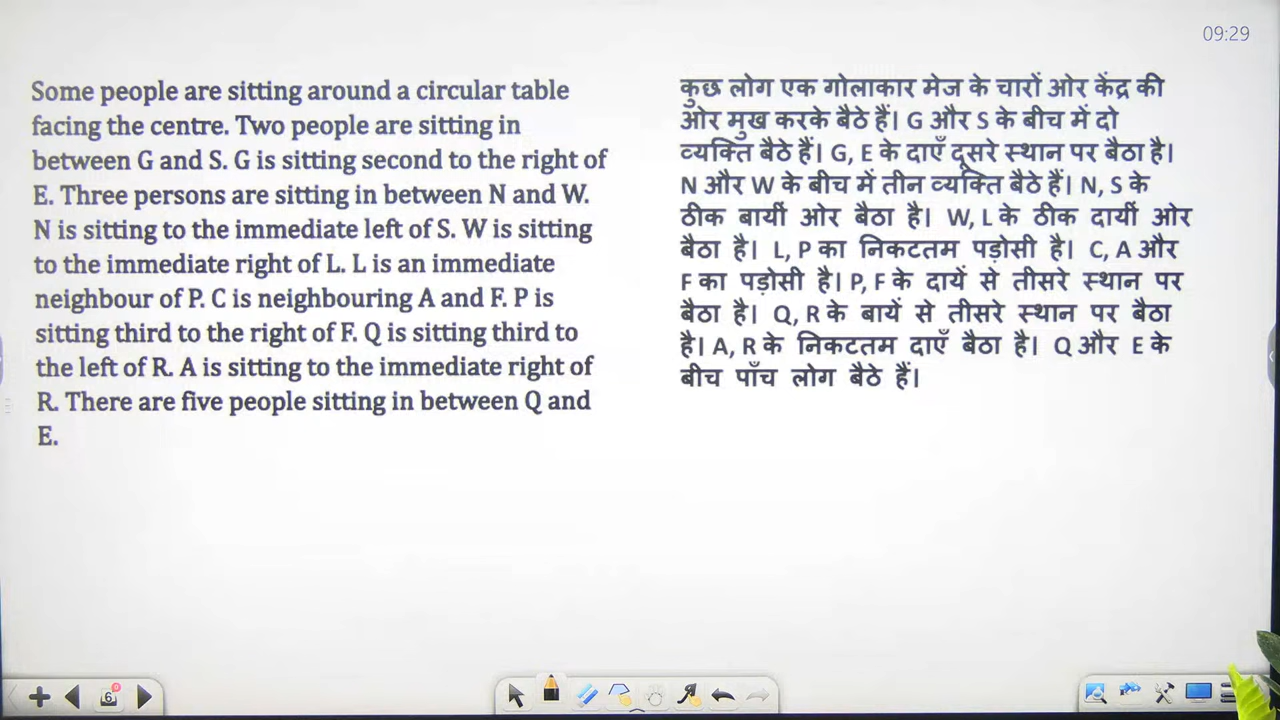 09:29
Some people are sitting around a circular table
facing the centre. Two people are sitting in
between G and S. G is sitting second to the right of
E. Three persons are sitting in between N and W.
N is sitting to the immediate left of S. W is sitting
to the immediate right of L. L is an immediate
neighbour of P. C is neighbouring A and F. P is
sitting third to the right of F. Q is sitting third to
the left of R. A is sitting to the immediate right of
R. There are five people sitting in between Q and
E.
कुछ लोग एक गोलाकार मेज के चारों ओर केंद्र की
ओर मुख करके बैठे हैं। G और S के बीच में दो
व्यक्ति बैठे हैं। G, E के दाएँ दूसरे स्थान पर बैठा है।
N और W के बीच में तीन व्यक्ति बैठे हैं। N, S के
ठीक बायीं ओर बैठा है। W, L के ठीक दायीं ओर
बैठा है। L, P का निकटतम पड़ोसी है। C, A और
F का पड़ोसी है। P, F के दायें से तीसरे स्थान पर
बैठा है। Q, R के बायें से तीसरे स्थान पर बैठा
है। A, R के निकटतम दाएँ बैठा है। Q और E के
बीच पाँच लोग बैठे हैं।
6